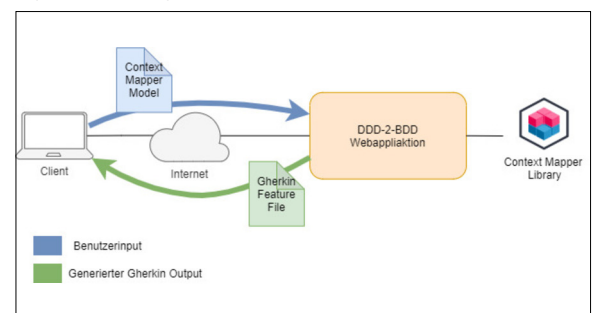 Context
Mapper
Model
DDD-2-BDD
Webappliaktion
Client
Internet
Context Mapper
Library
Gherkin
Feature
File
Benutzerinput
Generierter Gherkin Output